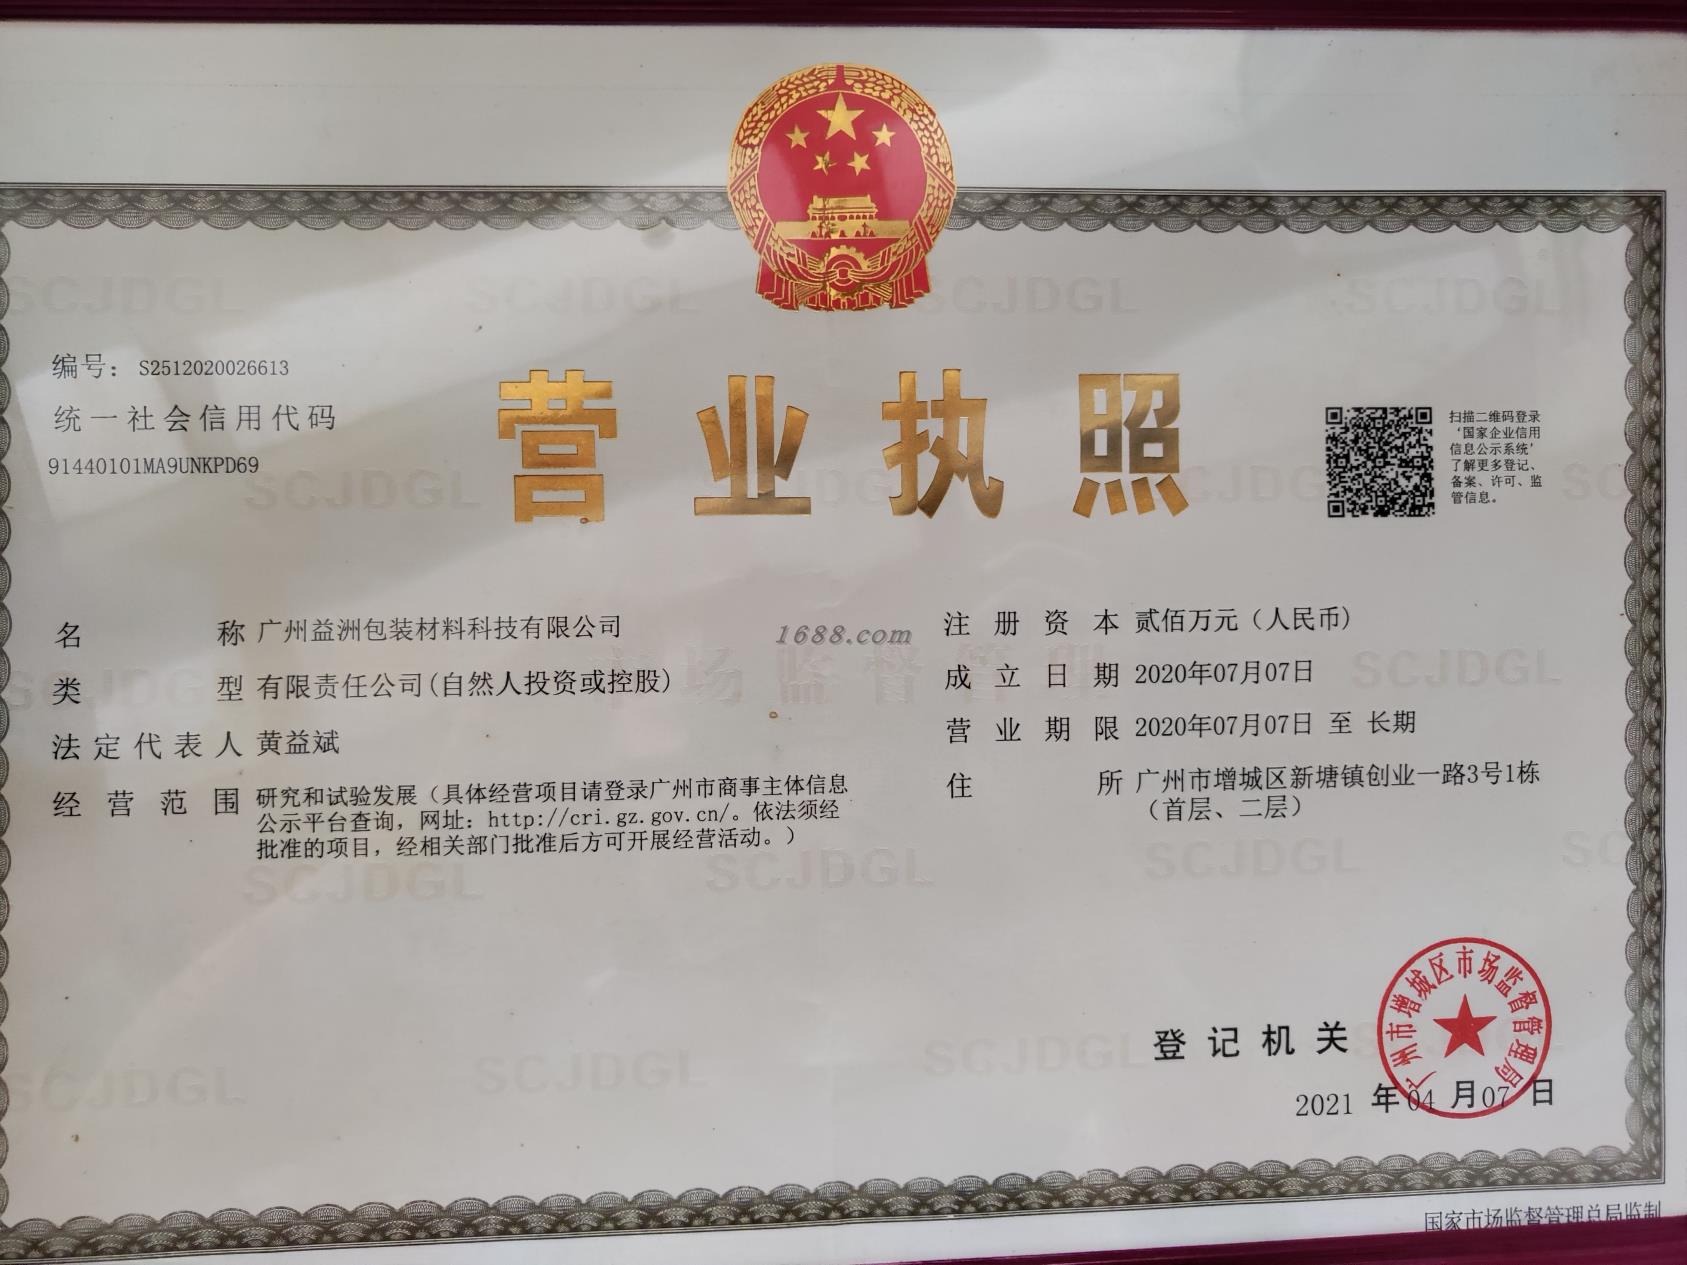 编号： S2512020026613
统一社会信用代码
91440101MA9UNKPD69
营业执照
扫描二维码登录
‘国家企业信用
信息公示系统’
了解更多登记、
备案、许可、监
管信息。
名称 广州益洲包装材料科技有限公司
类型 有限责任公司(自然人投资或控股)
法定代表人 黄益斌
经营范围 研究和试验发展（具体经营项目请登录广州市商事主体信息
公示平台查询，网址：http://cri.gz.gov.cn/。依法须经
批准的项目，经相关部门批准后方可开展经营活动。）
1688.com
注册资本 贰佰万元（人民币）
成立日期 2020年07月07日
营业期限 2020年07月07日 至 长期
住所 广州市增城区新塘镇创业一路3号1栋
（首层、二层）
市场监督管理
SCJDGL
登记机关
广州市增城区市场监督管理局
2021 年 04 月 07 日
国家市场监督管理总局监制